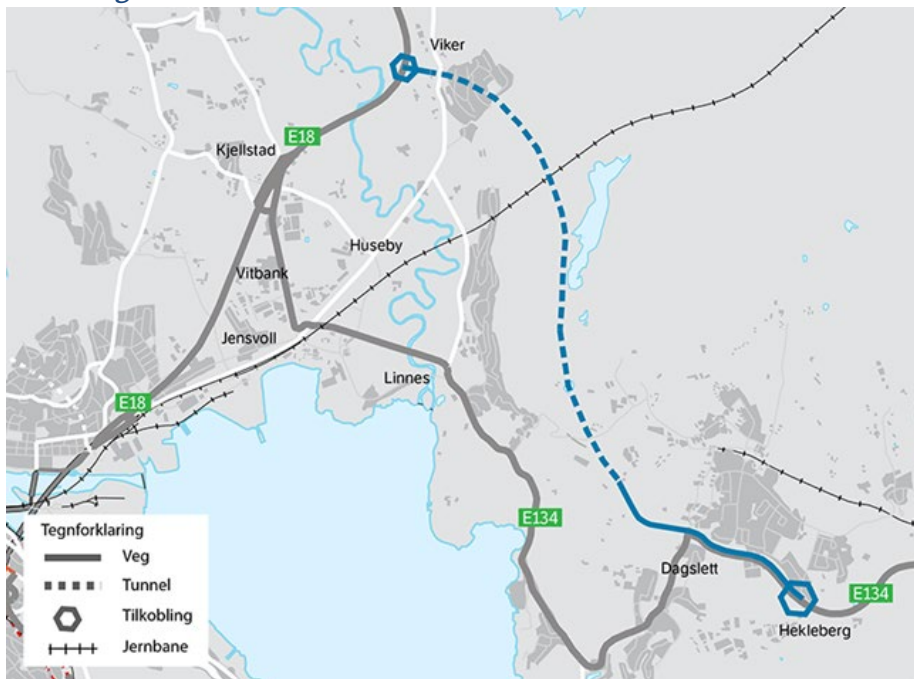 Viker
E18
Kjellstad
Huseby
Vitbank
Jensvoll
Linnes
E18
E134
Dagslett
E134
Hekleberg
Tegnforklaring
Veg
Tunnel
Tilkobling
Jernbane